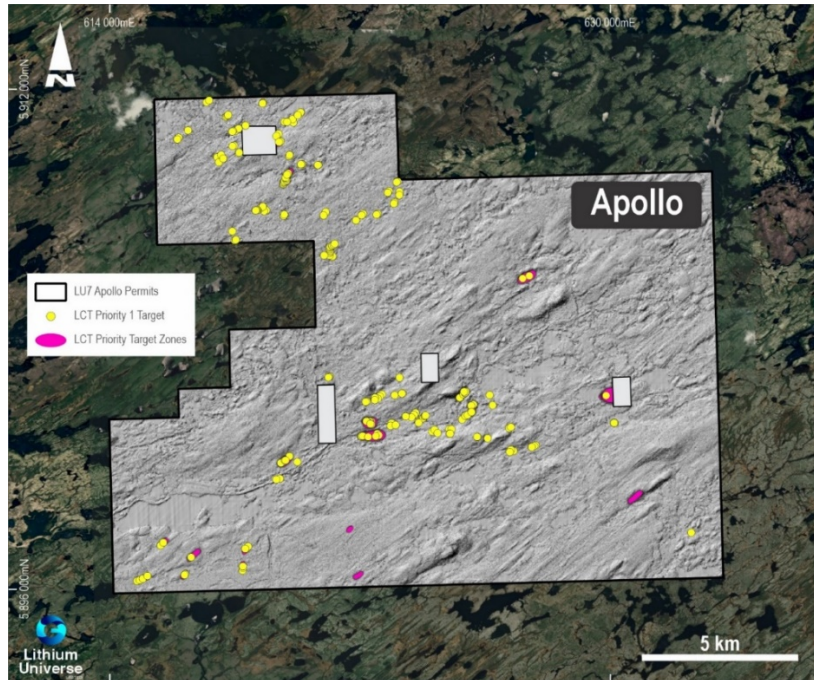 614 000mE
630 000mE
N
5,912 000mN
Apollo
LU7 Apollo Permits
LCT Priority 1 Target
LCT Priority Target Zones
5,896 000mN
Lithium
Universe
5 km